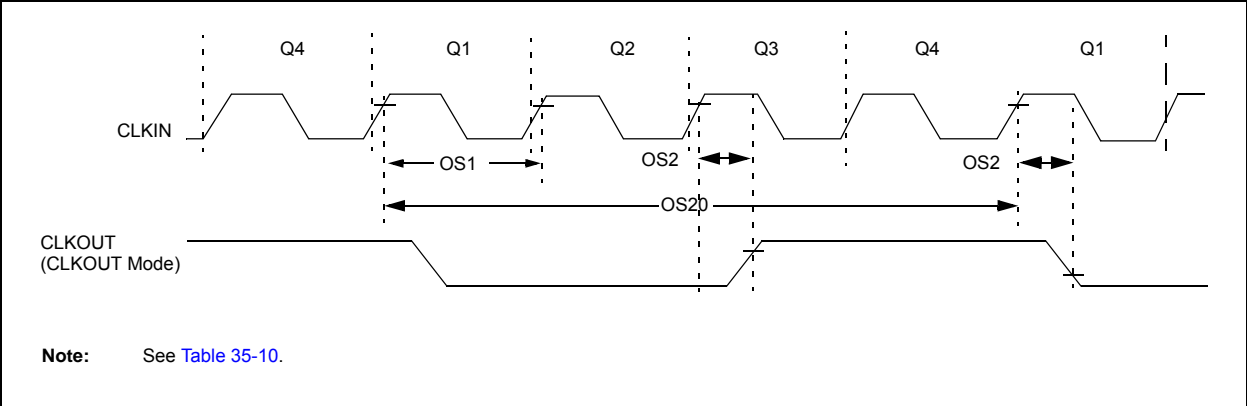 Q4 Q1 Q2 Q3 Q4 Q1
CLKIN
OS1 OS2 OS2
OS20
CLKOUT
(CLKOUT Mode)
Note: See Table 35-10.